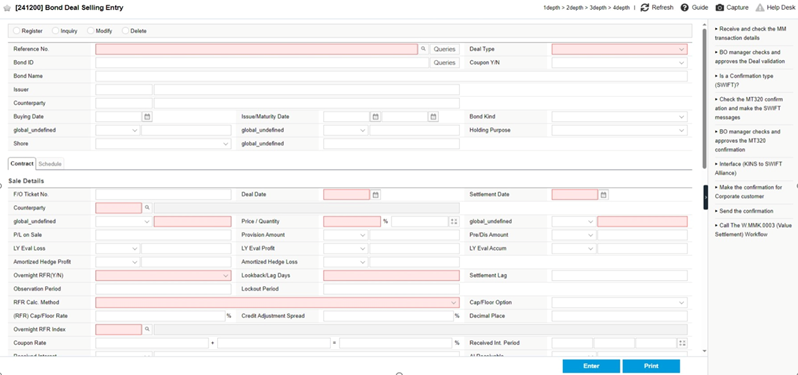 [241200] Bond Deal Selling Entry
1depth > 2depth > 3depth > 4depth | Refresh Guide Capture Help Desk
Register Inquiry Modify Delete
Reference No. Queries Deal Type
Bond ID Queries Coupon Y/N
Bond Name
Issuer
Counterparty
Buying Date Issue/Maturity Date Bond Kind
global_undefined global_undefined Holding Purpose
Shore global_undefined
Contract Schedule
Sale Details
F/O Ticket No. Deal Date Settlement Date
Counterparty
global_undefined Price / Quantity % global_undefined
P/L on Sale Provision Amount Pre/Dis Amount
LY Eval Loss LY Eval Profit LY Eval Accum
Amortized Hedge Profit Amortized Hedge Loss
Overnight RFR(Y/N) Lookback/Lag Days Settlement Lag
Observation Period Lockout Period
RFR Calc. Method Cap/Floor Option
(RFR) Cap/Floor Rate % Credit Adjustment Spread % Decimal Place
Overnight RFR Index
Coupon Rate + = % Received Int. Period
Enter Print
• Receive and check the MM
transaction details
• BO manager checks and
approves the Deal validation
• Is a Confirmation type
(SWIFT)?
• Check the MT320 confirm
ation and make the SWIFT
messages
• BO manager checks and
approves the MT320
confirmation
• Interface (KINS to SWIFT
Alliance)
• Make the confirmation for
Corporate customer
• Send the confirmation
• Call The W.MMK.0003 (Value
Settlement) Workflow